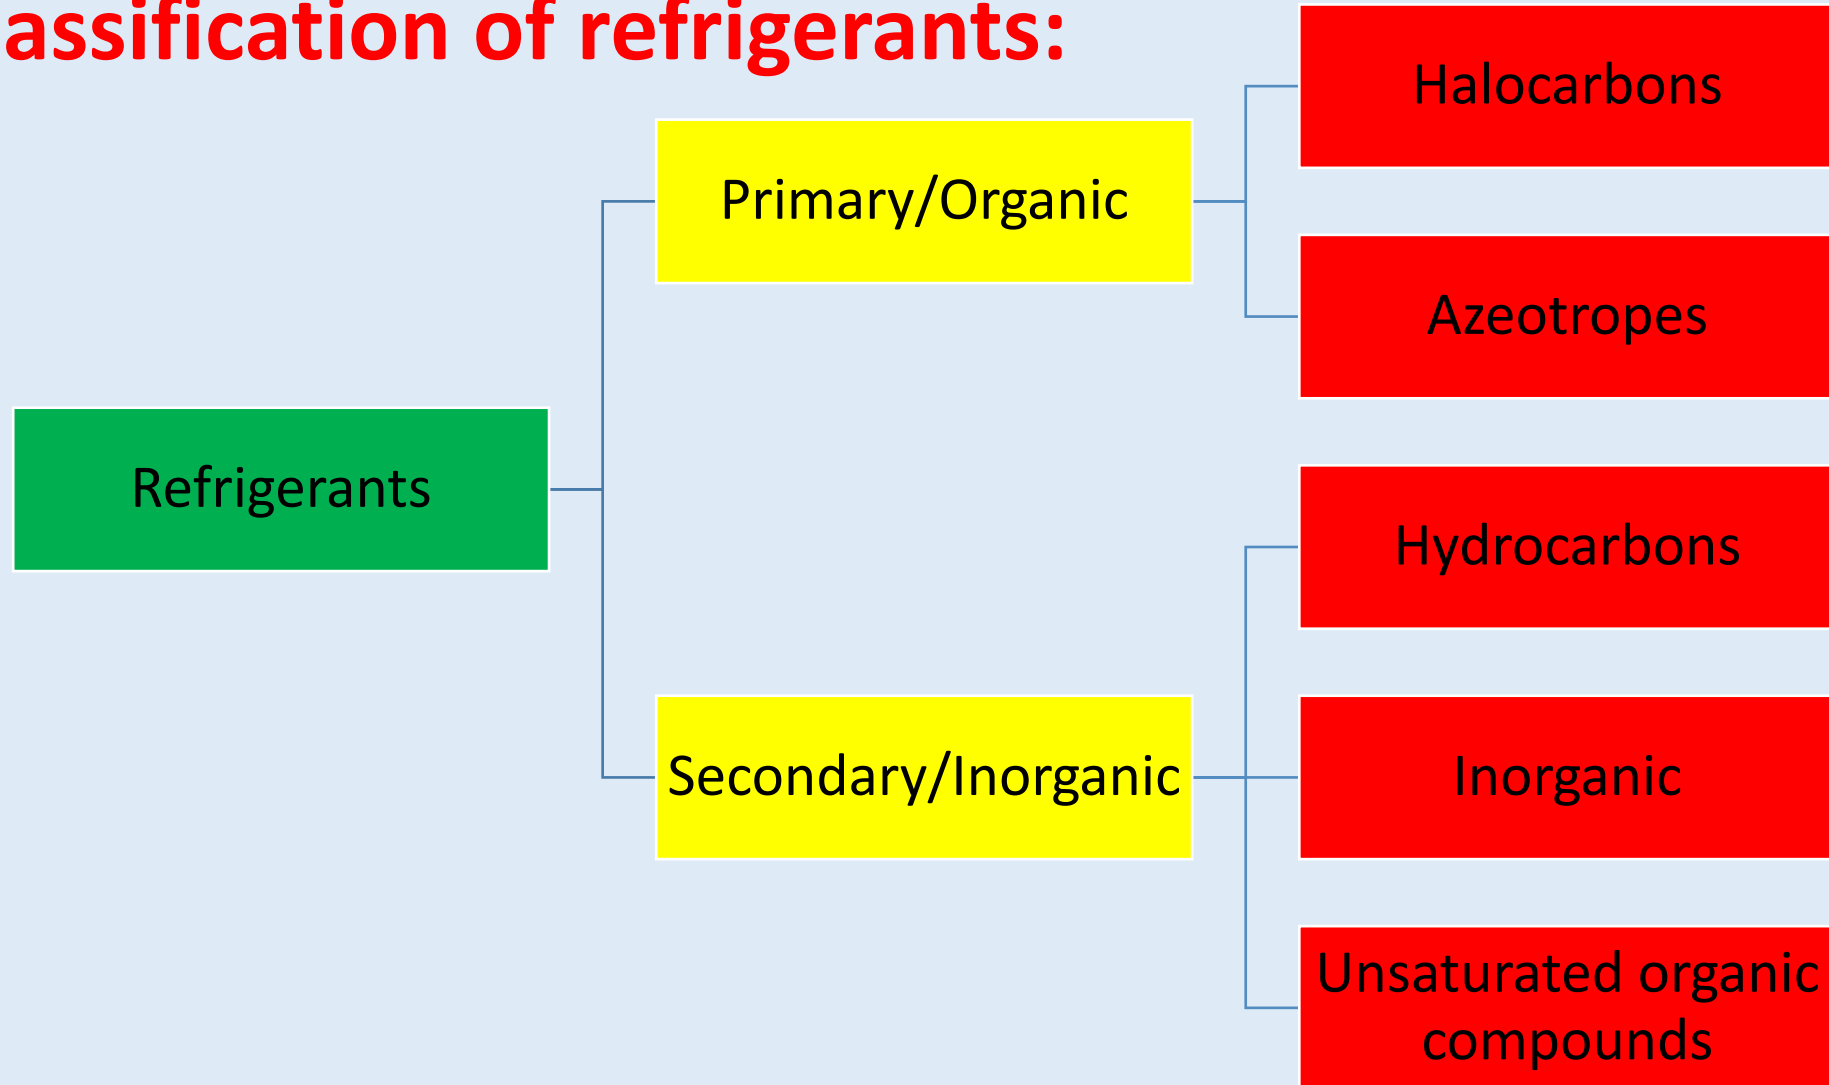 assification of refrigerants:
Halocarbons
Primary/Organic
Azeotropes
Refrigerants
Hydrocarbons
Secondary/Inorganic
Inorganic
Unsaturated organic
compounds